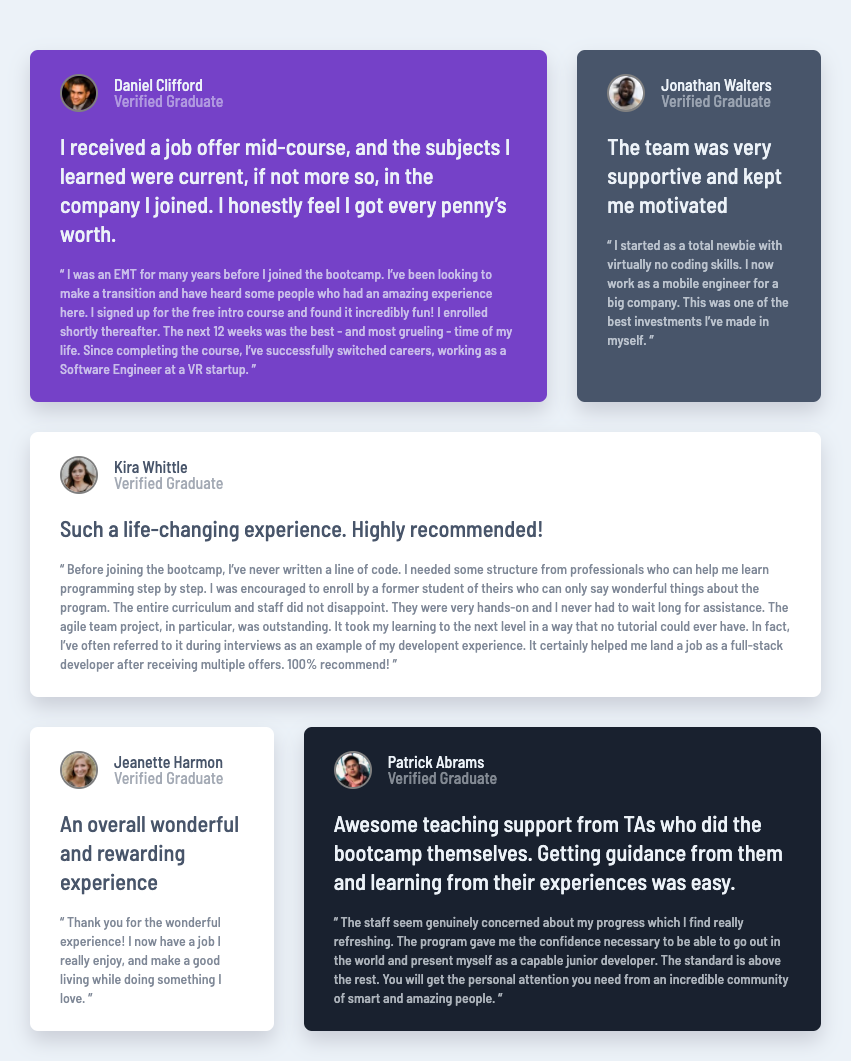 Daniel Clifford
Verified Graduate
I received a job offer mid-course, and the subjects I
learned were current, if not more so, in the
company I joined. I honestly feel I got every penny’s
worth.
“ I was an EMT for many years before I joined the bootcamp. I’ve been looking to
make a transition and have heard some people who had an amazing experience
here. I signed up for the free intro course and found it incredibly fun! I enrolled
shortly thereafter. The next 12 weeks was the best - and most grueling - time of my
life. Since completing the course, I’ve successfully switched careers, working as a
Software Engineer at a VR startup. ”
Jonathan Walters
Verified Graduate
The team was very
supportive and kept
me motivated
“ I started as a total newbie with
virtually no coding skills. I now
work as a mobile engineer for a
big company. This was one of the
best investments I’ve made in
myself. ”
Kira Whittle
Verified Graduate
Such a life-changing experience. Highly recommended!
“ Before joining the bootcamp, I’ve never written a line of code. I needed some structure from professionals who can help me learn
programming step by step. I was encouraged to enroll by a former student of theirs who can only say wonderful things about the
program. The entire curriculum and staff did not disappoint. They were very hands-on and I never had to wait long for assistance. The
agile team project, in particular, was outstanding. It took my learning to the next level in a way that no tutorial could ever have. In fact,
I’ve often referred to it during interviews as an example of my developent experience. It certainly helped me land a job as a full-stack
developer after receiving multiple offers. 100% recommend! ”
Jeanette Harmon
Verified Graduate
An overall wonderful
and rewarding
experience
“ Thank you for the wonderful
experience! I now have a job I
really enjoy, and make a good
living while doing something I
love. ”
Patrick Abrams
Verified Graduate
Awesome teaching support from TAs who did the
bootcamp themselves. Getting guidance from them
and learning from their experiences was easy.
“ The staff seem genuinely concerned about my progress which I find really
refreshing. The program gave me the confidence necessary to be able to go out in
the world and present myself as a capable junior developer. The standard is above
the rest. You will get the personal attention you need from an incredible community
of smart and amazing people. ”